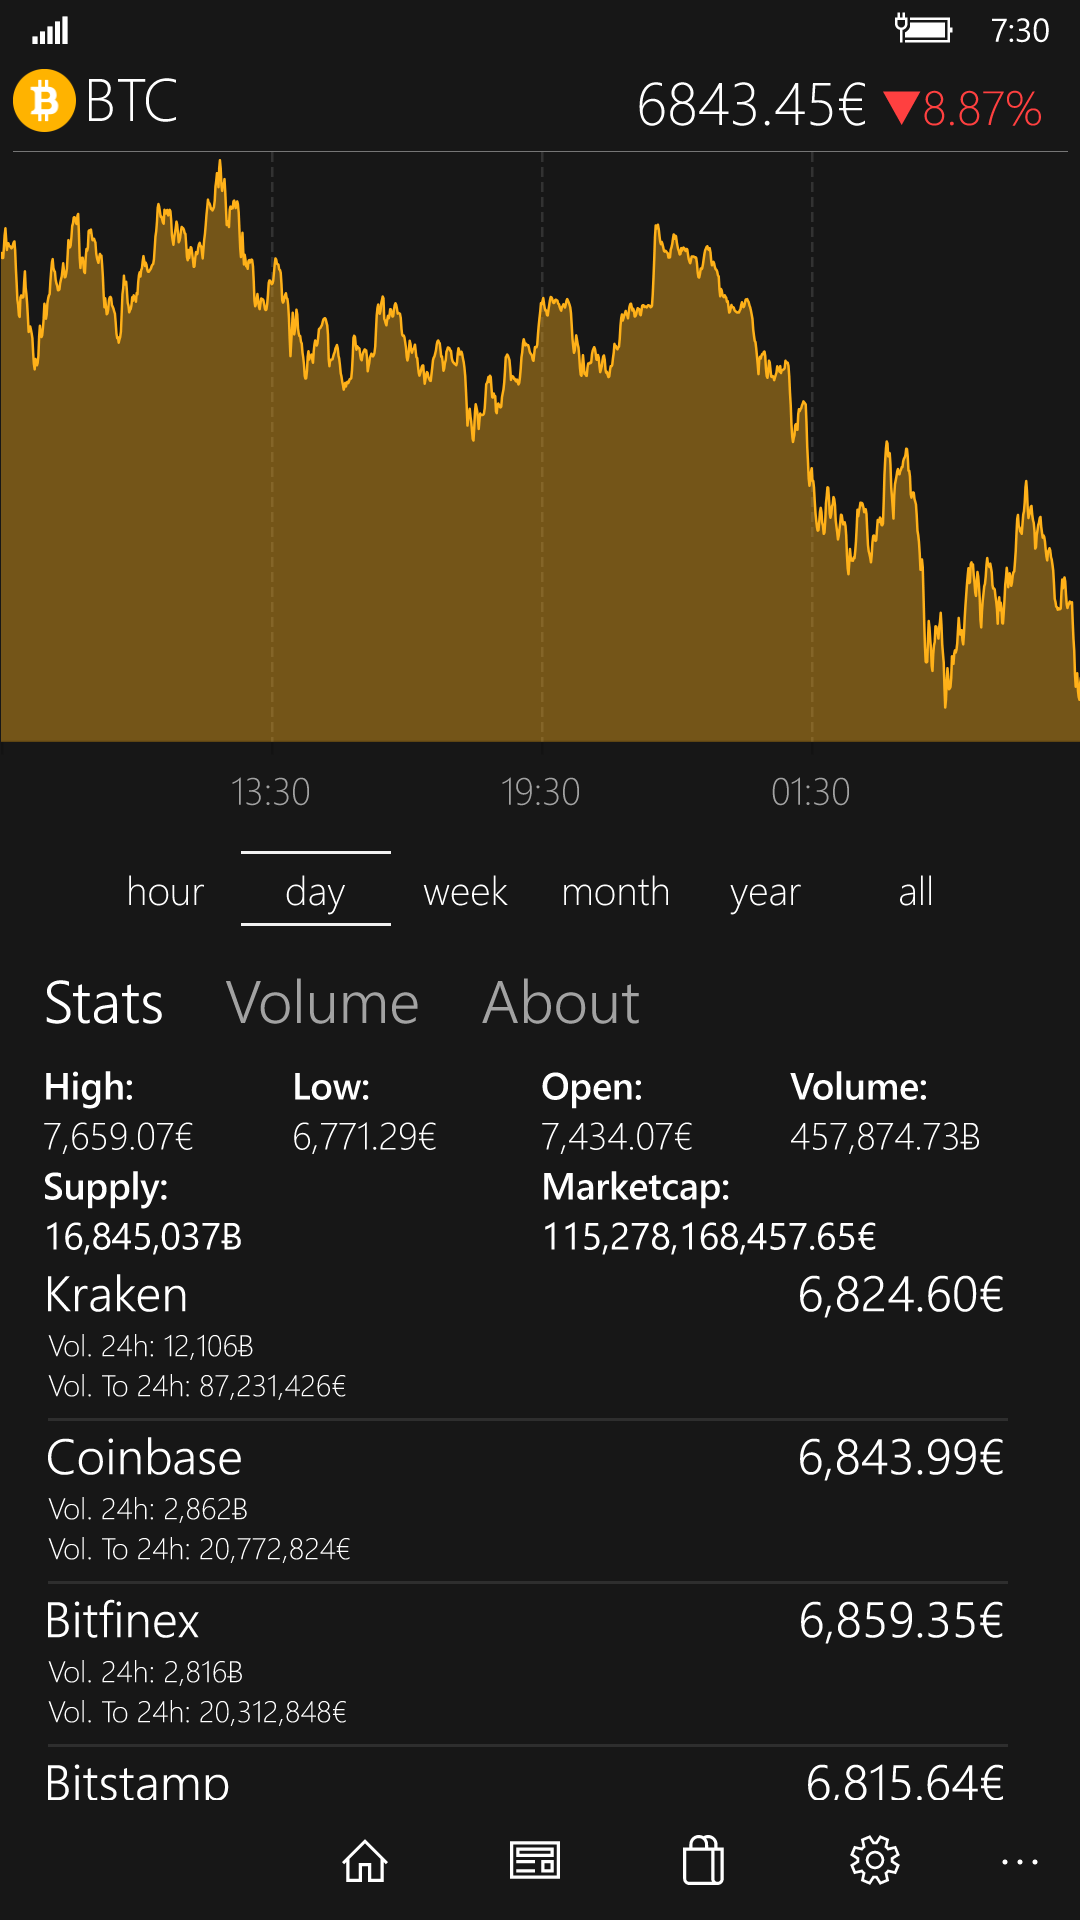 7:30
BTC 6843.45€ ▼8.87%
13:30 19:30 01:30
hour day week month year all
Stats Volume About
High: Low: Open: Volume:
7,659.07€ 6,771.29€ 7,434.07€ 457,874.73Ƀ
Supply: Marketcap:
16,845,037Ƀ 115,278,168,457.65€
Kraken 6,824.60€
Vol. 24h: 12,106Ƀ
Vol. To 24h: 87,231,426€
Coinbase 6,843.99€
Vol. 24h: 2,862Ƀ
Vol. To 24h: 20,772,824€
Bitfinex 6,859.35€
Vol. 24h: 2,816Ƀ
Vol. To 24h: 20,312,848€
Bitstamp 6,815.64€